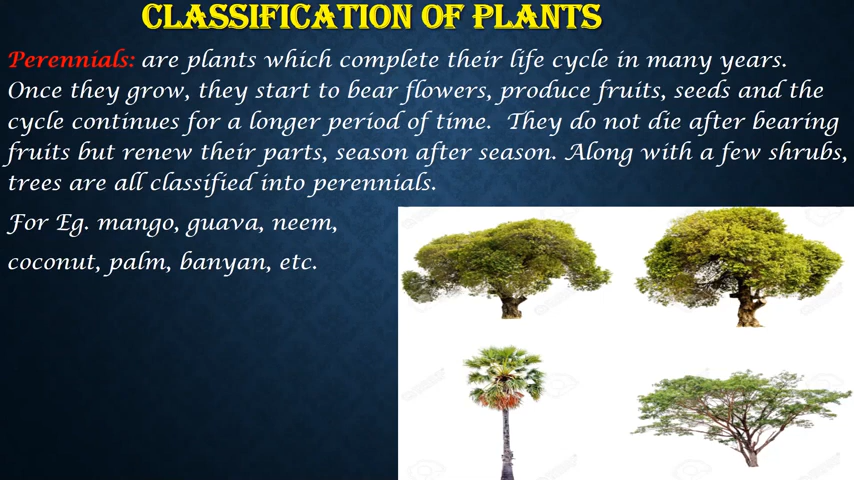 CLASSIFICATION OF PLANTS
Perennials: are plants which complete their life cycle in many years.
Once they grow, they start to bear flowers, produce fruits, seeds and the
cycle continues for a longer period of time. They do not die after bearing
fruits but renew their parts, season after season. Along with a few shrubs,
trees are all classified into perennials.
For Eg. mango, guava, neem,
coconut, palm, banyan, etc.